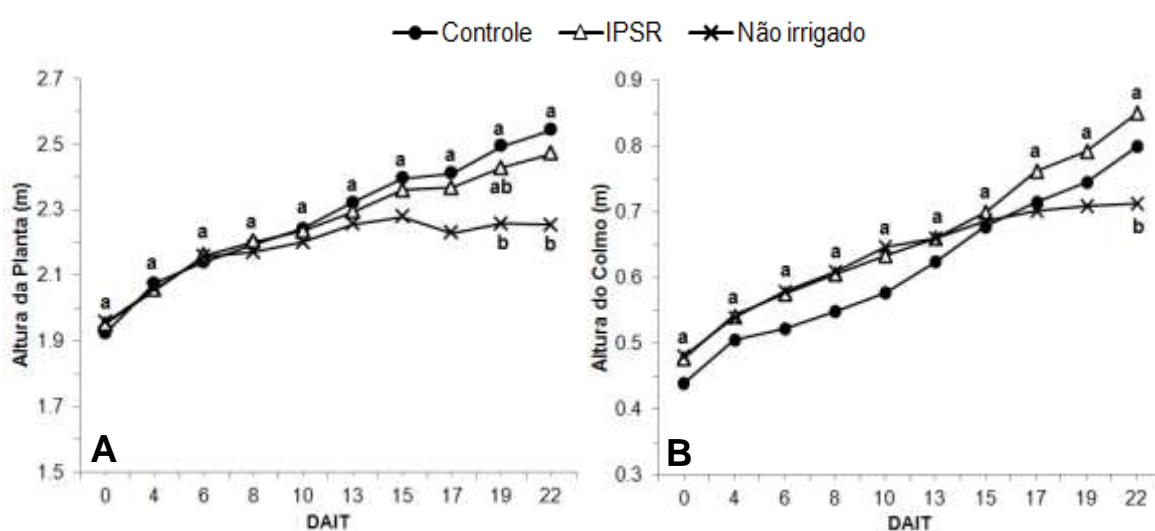 Controle IPSR Não irrigado
Altura da Planta (m)
2.7
2.5
2.3
2.1
1.9
1.7
1.5
a a a a a a a a a a
ab
b b
A
0 4 6 8 10 13 15 17 19 22
DAIT
Altura do Colmo (m)
0.9
0.8
0.7
0.6
0.5
0.4
0.3
a a a a a a a a a a
b
B
0 4 6 8 10 13 15 17 19 22
DAIT